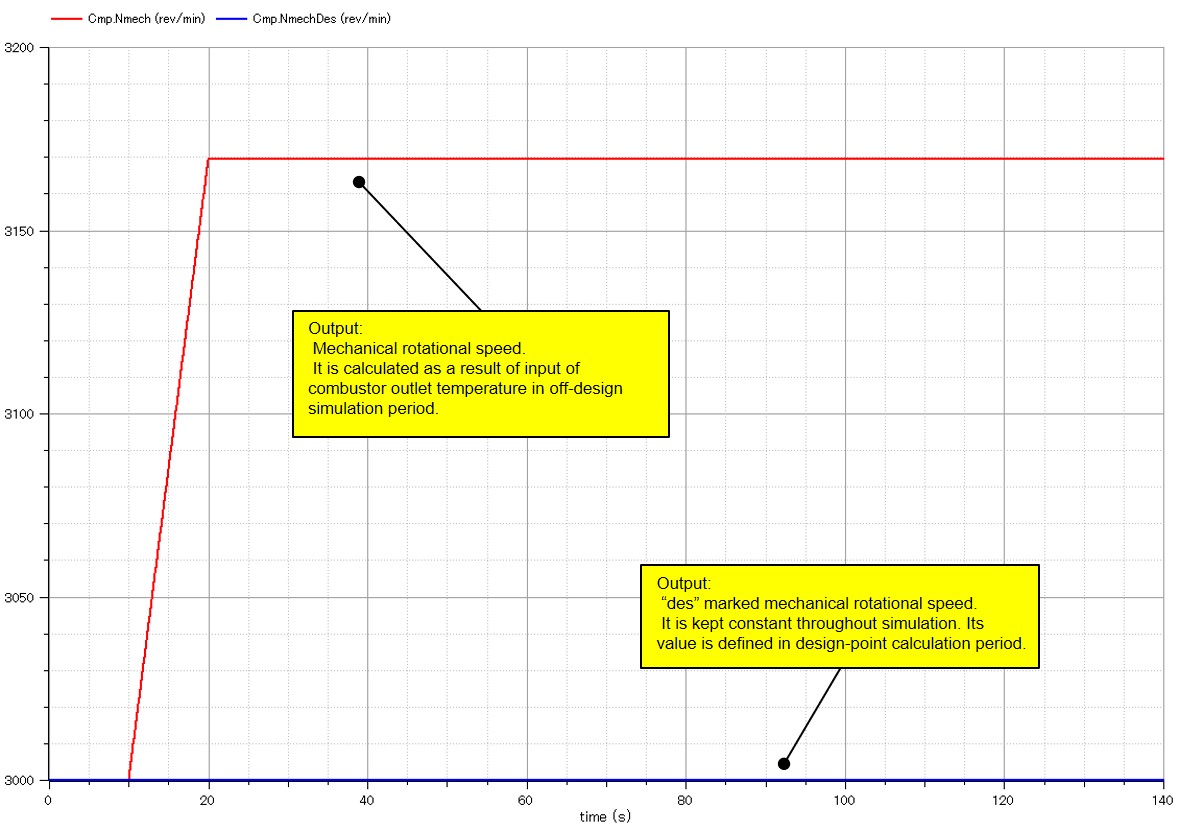 Cmp.Nmech (rev/min) Cmp.NmechDes (rev/min)
3200
3150
Output:
Mechanical rotational speed.
It is calculated as a result of input of
combustor outlet temperature in off-design
simulation period.
3100
Output:
“des” marked mechanical rotational speed.
It is kept constant throughout simulation. Its
value is defined in design-point calculation period.
3050
3000
0 20 40 60 80 100 120 140
time (s)